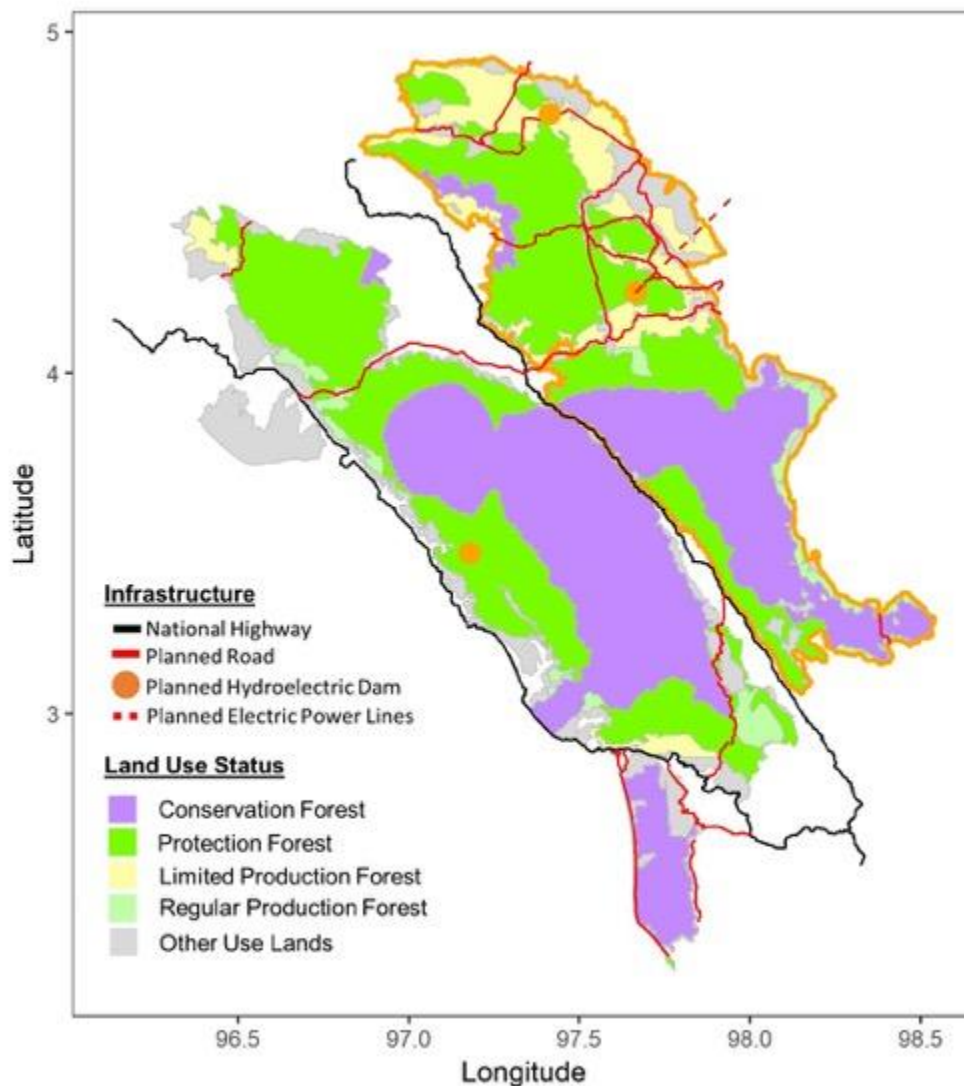 5
4
Latitude
3
Infrastructure
National Highway
Planned Road
Planned Hydroelectric Dam
Planned Electric Power Lines
Land Use Status
Conservation Forest
Protection Forest
Limited Production Forest
Regular Production Forest
Other Use Lands
96.5 97.0 97.5 98.0 98.5
Longitude